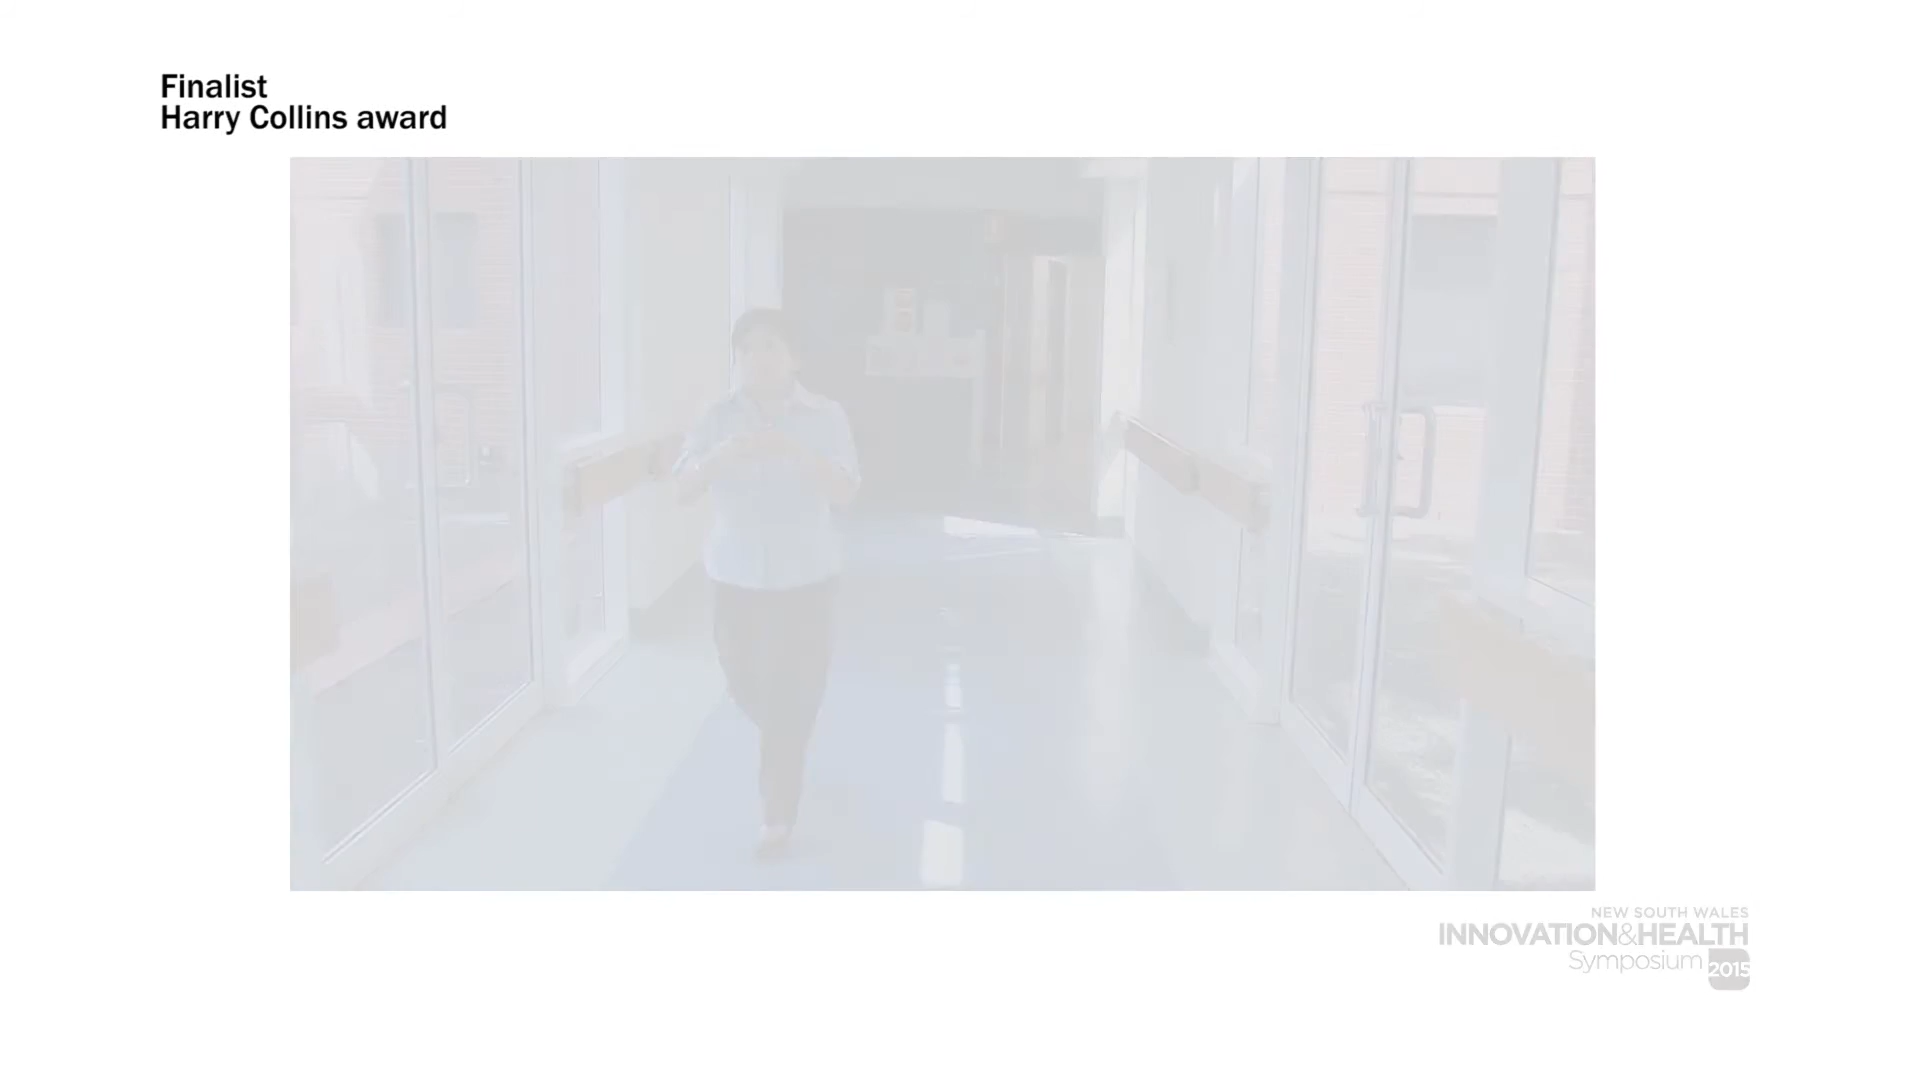 Finalist
Harry Collins award
NEW SOUTH WALES
INNOVATION&HEALTH
Symposium 2015